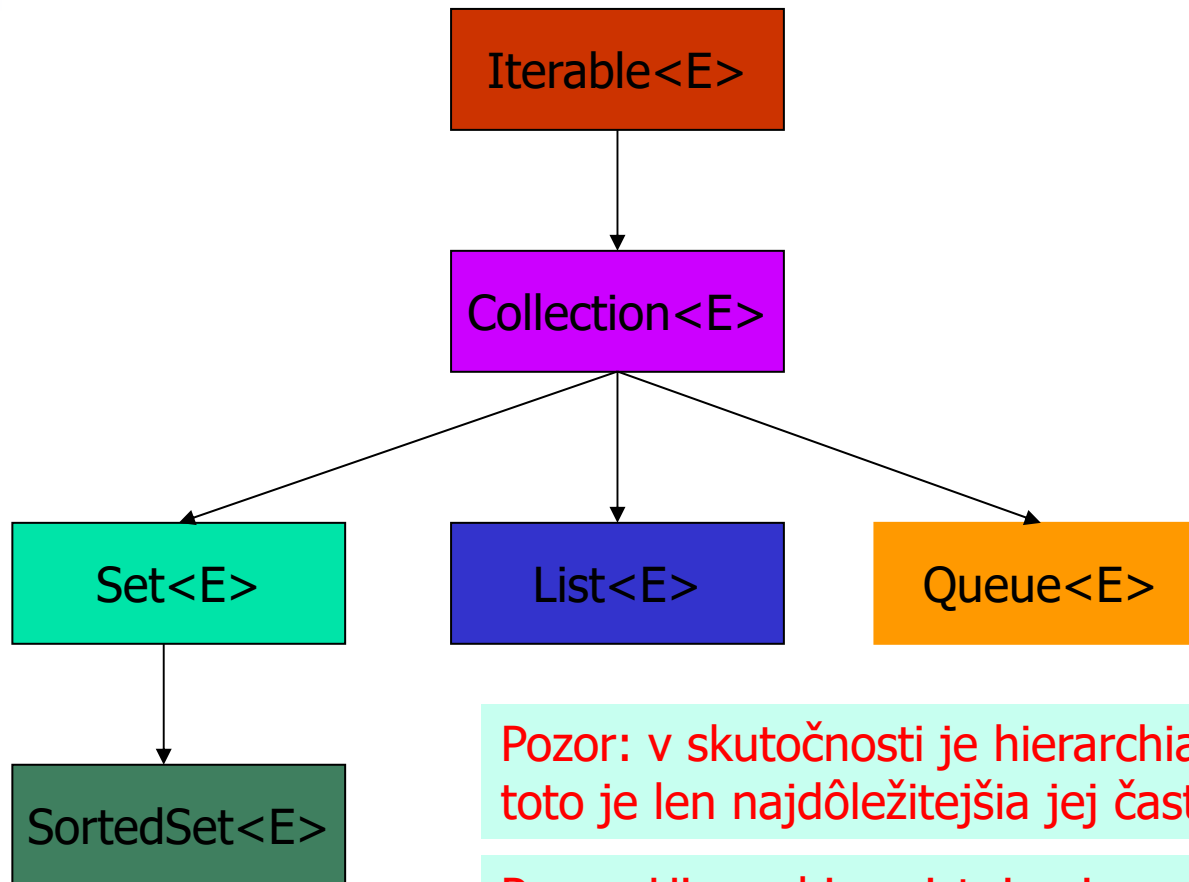 Iterable<E>
Collection<E>
Set<E>
List<E>
Queue<E>
SortedSet<E>
Pozor: v skutočnosti je hierarchia
toto je len najdôležitejšia jej